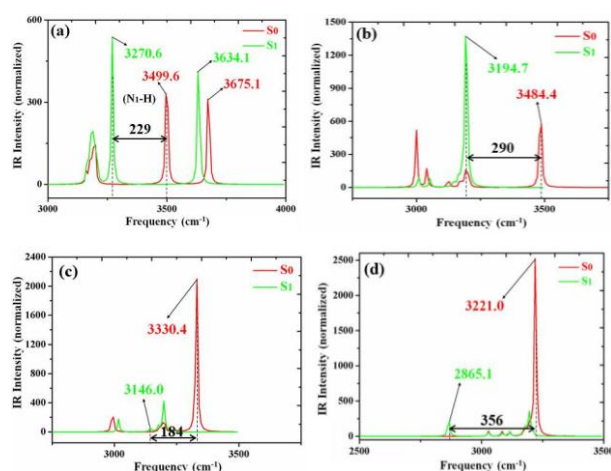 (a)
S0
S1
3270.6
3634.1
3499.6
3675.1
(N1-H)
229
600
300
0
3000
3500
4000
Frequency (cm-1)
IR Intensity (normalized)
(b)
S0
S1
3194.7
3484.4
290
1500
1200
900
600
300
0
3000
3500
Frequency (cm-1)
IR Intensity (normalized)
(c)
S0
S1
3330.4
3146.0
184
2400
2000
1600
1200
800
400
0
3000
3500
Frequency (cm-1)
IR Intensity (normalized)
(d)
S0
S1
3221.0
2865.1
356
2500
2000
1500
1000
500
0
2500
3000
3500
Frequency (cm-1)
IR Intensity (normalized)